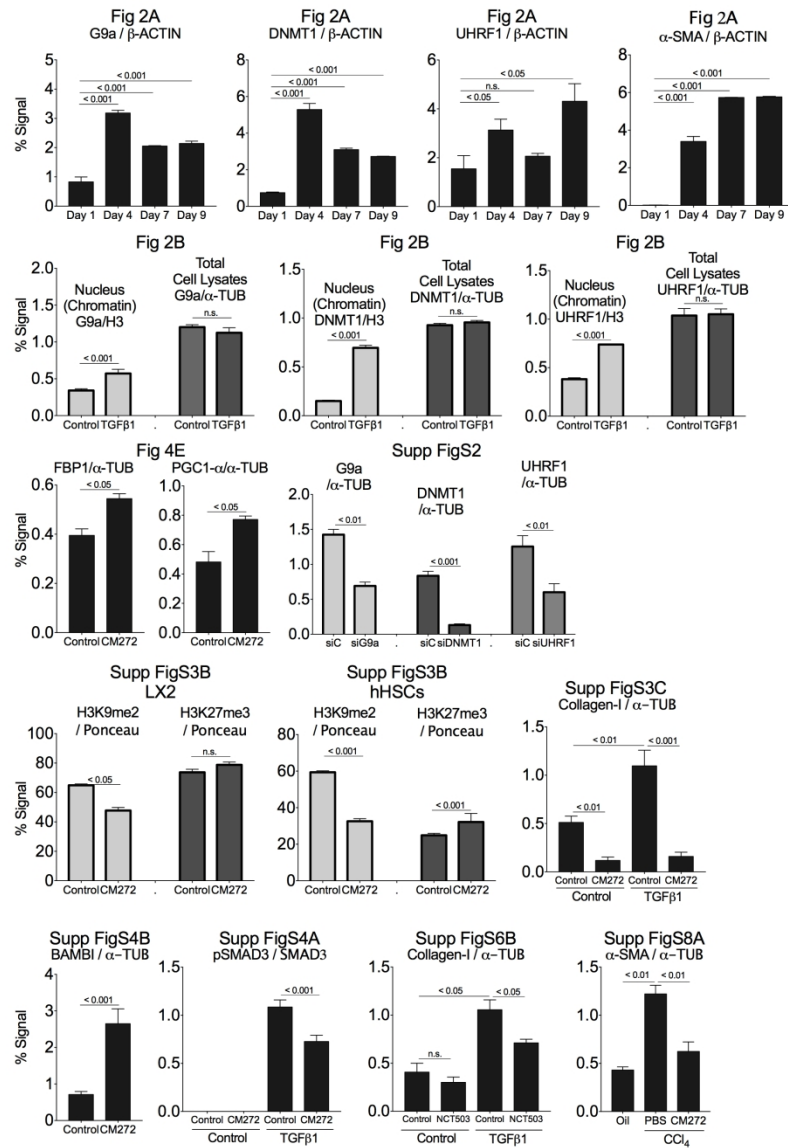 Fig 2A
G9a / β-ACTIN
% Signal
5
4
3
2
1
0
< 0.001
< 0.001
< 0.001
Day 1 Day 4 Day 7 Day 9
Fig 2A
DNMT1 / β-ACTIN
8
6
4
2
0
< 0.001
< 0.001
< 0.001
Day 1 Day 4 Day 7 Day 9
Fig 2A
UHRF1 / β-ACTIN
6
4
2
0
< 0.05
n.s.
< 0.05
Day 1 Day 4 Day 7 Day 9
Fig 2A
α-SMA / β-ACTIN
8
6
4
2
0
< 0.001
< 0.001
< 0.001
Day 1 Day 4 Day 7 Day 9
Fig 2B
% Signal
2.0
1.5
1.0
0.5
0.0
Nucleus
(Chromatin)
G9a/H3
< 0.001
Total
Cell Lysates
G9a/α-TUB
n.s.
Control TGFβ1 . Control TGFβ1
Fig 2B
1.5
1.0
0.5
0.0
Nucleus
(Chromatin)
DNMT1/H3
< 0.001
Total
Cell Lysates
DNMT1/α-TUB
n.s.
Control TGFβ1 . Control TGFβ1
Fig 2B
1.5
1.0
0.5
0.0
Nucleus
(Chromatin)
UHRF1/H3
< 0.001
Total
Cell Lysates
UHRF1/α-TUB
n.s.
Control TGFβ1 . Control TGFβ1
Fig 4E
FBP1/α-TUB
% Signal
0.6
0.4
0.2
0.0
< 0.05
Control CM272
PGC1-α/α-TUB
1.0
0.8
0.6
0.4
0.2
0.0
< 0.05
Control CM272
Supp FigS2
2.0
1.5
1.0
0.5
0.0
G9a
/α-TUB
< 0.01
DNMT1
/α-TUB
< 0.001
UHRF1
/α-TUB
< 0.01
siC siG9a . siC siDNMT1 . siC siUHRF1
Supp FigS3B
LX2
% Signal
100
80
60
40
20
0
H3K9me2
/ Ponceau
< 0.05
H3K27me3
/ Ponceau
n.s.
Control CM272 . Control CM272
Supp FigS3B
hHSCs
80
60
40
20
0
H3K9me2
/ Ponceau
< 0.001
H3K27me3
/ Ponceau
< 0.001
Control CM272 . Control CM272
Supp FigS3C
Collagen-I / α-TUB
1.5
1.0
0.5
0.0
< 0.01
< 0.001
< 0.01
Control CM272 Control CM272
Control TGFβ1
Supp FigS4B
BAMBI / α-TUB
% Signal
4
3
2
1
0
< 0.001
Control CM272
Supp FigS4A
pSMAD3 / SMAD3
1.5
1.0
0.5
0.0
< 0.001
Control CM272 Control CM272
Control TGFβ1
Supp FigS6B
Collagen-I / α-TUB
1.5
1.0
0.5
0.0
< 0.05
< 0.05
n.s.
Control NCT503 Control NCT503
Control TGFβ1
Supp FigS8A
α-SMA / α-TUB
1.5
1.0
0.5
0.0
< 0.01 < 0.01
Oil PBS CM272
CCl4